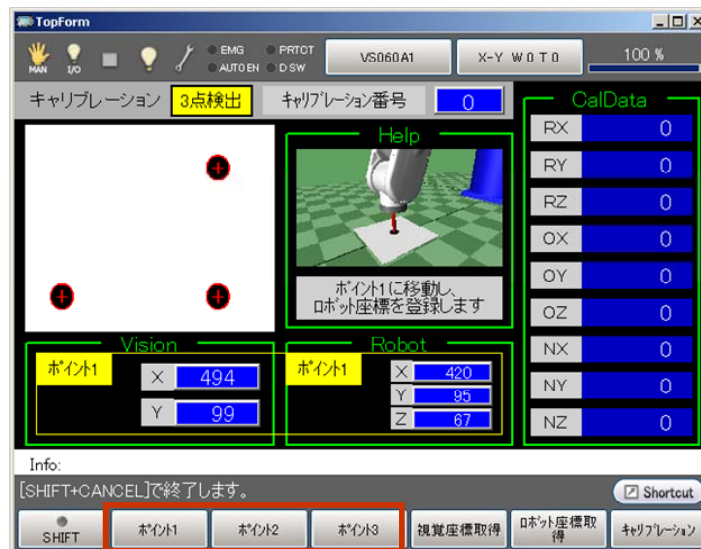 TopForm
MAN I/O EMG AUTOEN PRTCT DSW VS060A1 X-Y W0T0 100 %
キャリブレーション 3点検出 キャリブレーション番号 0 CalData
Help
RX 0
RY 0
RZ 0
OX 0
OY 0
OZ 0
NX 0
NY 0
NZ 0
ポイント1に移動し、
ロボット座標を登録します
Vision
ポイント1 X 494
Y 99
Robot
ポイント1 X 420
Y 95
Z 67
Info:
[SHIFT+CANCEL]で終了します。 Shortcut
SHIFT ポイント1 ポイント2 ポイント3 視覚座標取得 ロボット座標取
得 キャリブレーション